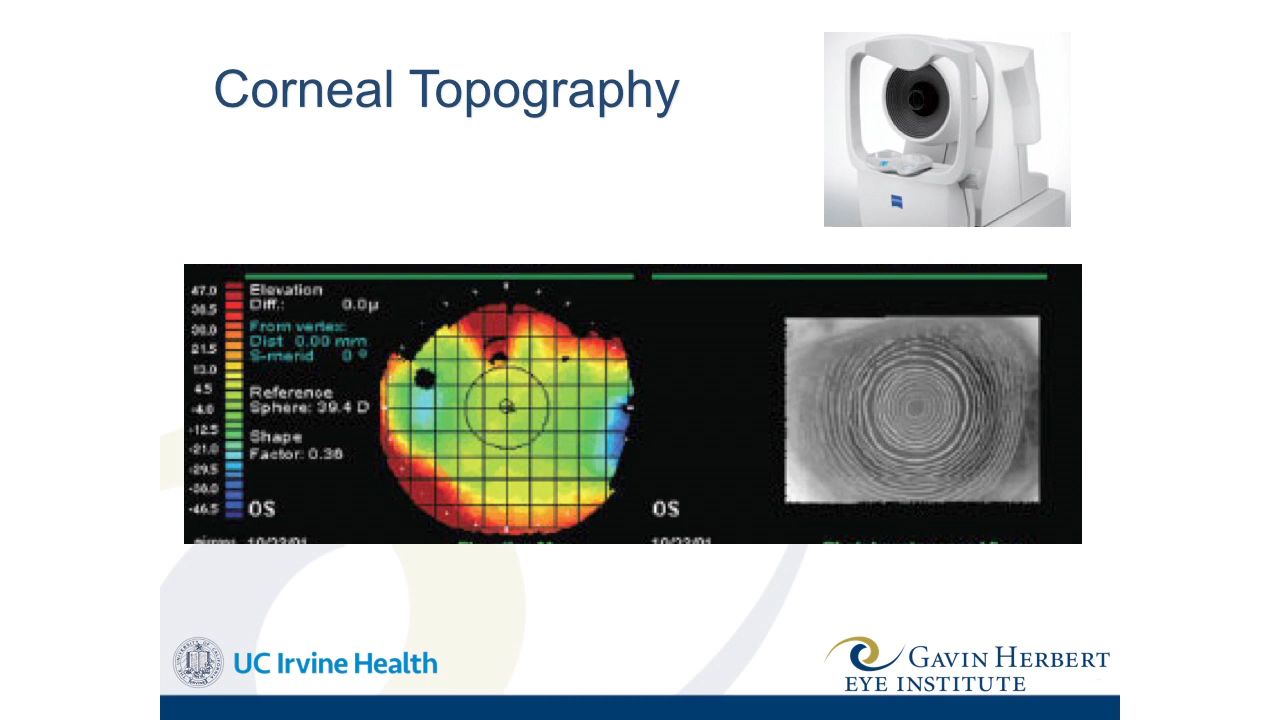 Corneal Topography
47.0
38.5
30.0
21.5
13.0
4.5
-4.0
-12.5
-21.0
-29.5
-38.0
-46.5
Elevation
Diff.: 0.0μ
From vertex:
Dist 0.00 mm
S-merid 0 º
Reference
Sphere: 39.4 D
Shape
Factor: 0.38
OS
10/23/01
OS
10/23/01
UC Irvine Health
GAVIN HERBERT
EYE INSTITUTE